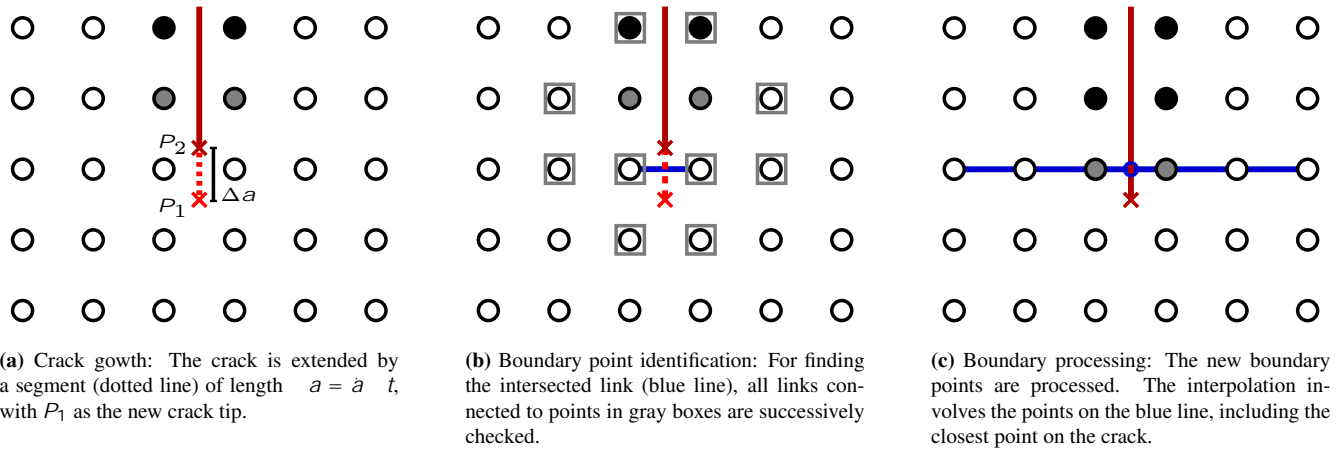 P2
P1
Δa
(a) Crack gowth: The crack is extended by
a segment (dotted line) of length a = ȧ t,
with P1 as the new crack tip.
(b) Boundary point identification: For finding
the intersected link (blue line), all links con-
nected to points in gray boxes are successively
checked.
(c) Boundary processing: The new boundary
points are processed. The interpolation in-
volves the points on the blue line, including the
closest point on the crack.